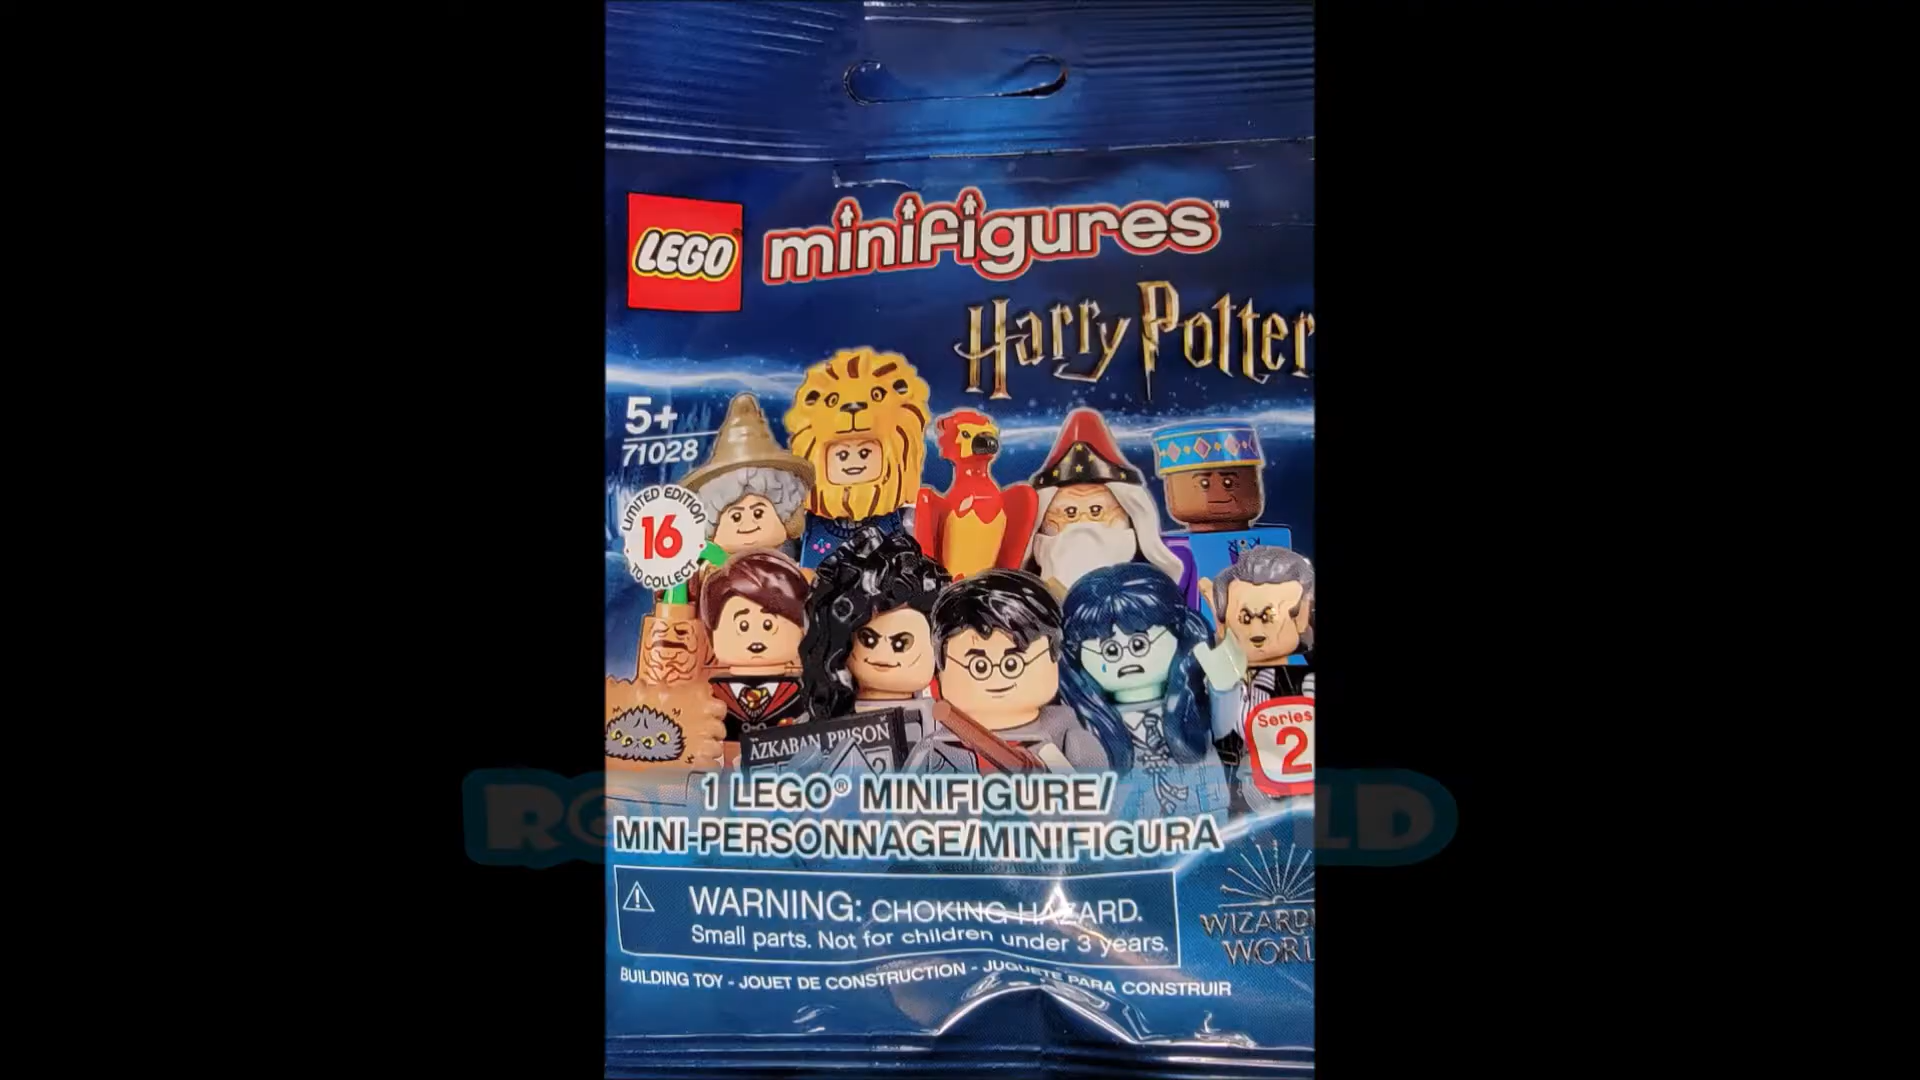 LEGO
minifigures™
Harry Potter
5+
71028
LIMITED EDITION
16
TO COLLECT
AZKABAN PRISON
Series
2
1 LEGO® MINIFIGURE/
MINI-PERSONNAGE/MINIFIGURA
WARNING: CHOKING HAZARD.
Small parts. Not for children under 3 years.
BUILDING TOY - JOUET DE CONSTRUCTION - JUGUETE PARA CONSTRUIR